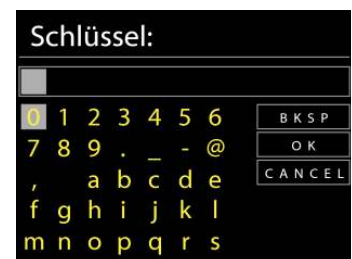 Schlüssel:
0 1 2 3 4 5 6 BKSP
7 8 9 . _ - @ OK
, a b c d e CANCEL
f g h i j k l
m n o p q r s